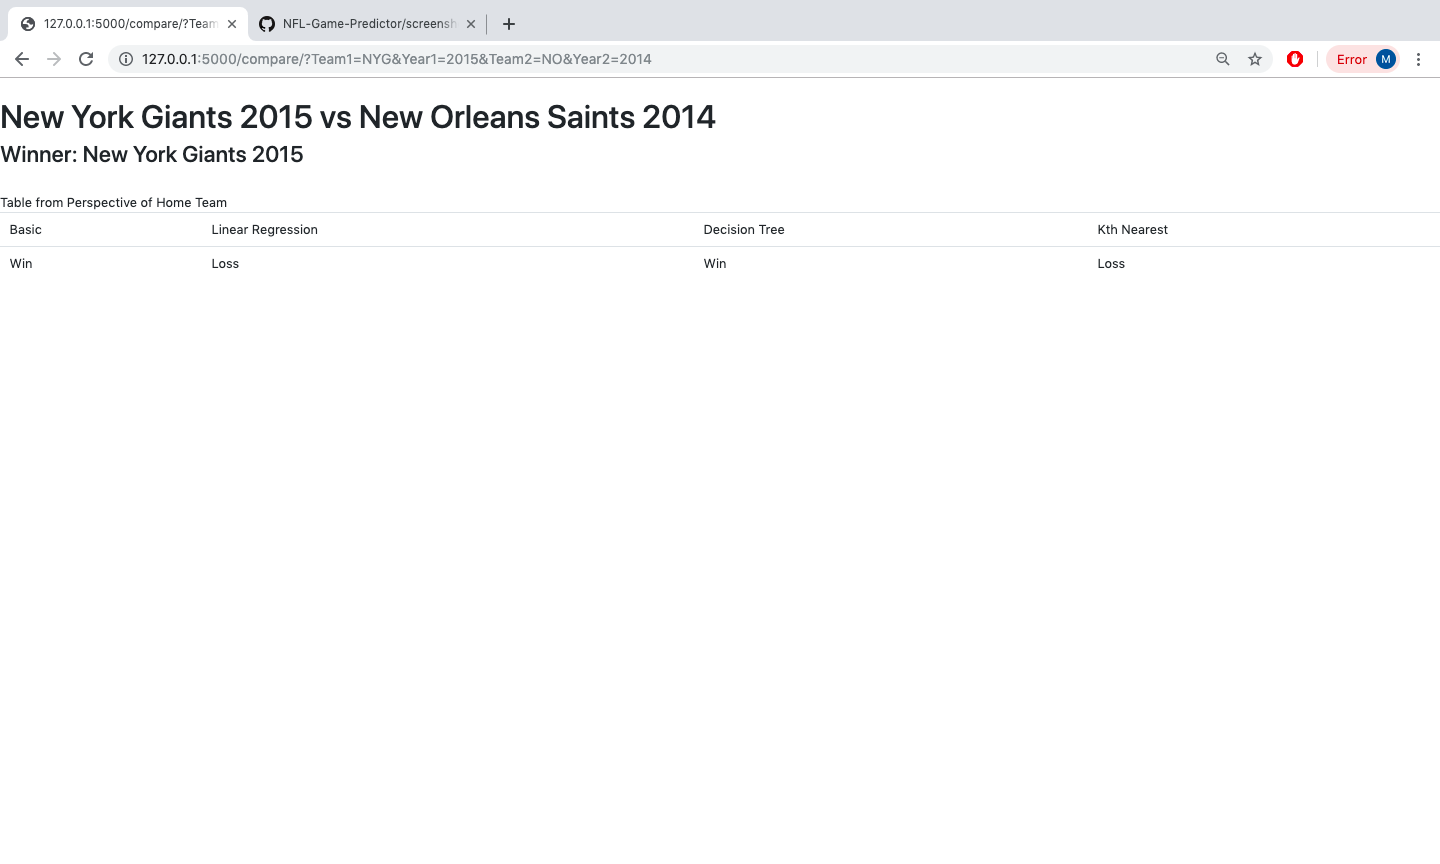 127.0.0.1:5000/compare/?Team
NFL-Game-Predictor/screensh
127.0.0.1:5000/compare/?Team1=NYG&Year1=2015&Team2=NO&Year2=2014
Error
M
New York Giants 2015 vs New Orleans Saints 2014
Winner: New York Giants 2015
Table from Perspective of Home Team
Basic Linear Regression Decision Tree Kth Nearest
Win Loss Win Loss